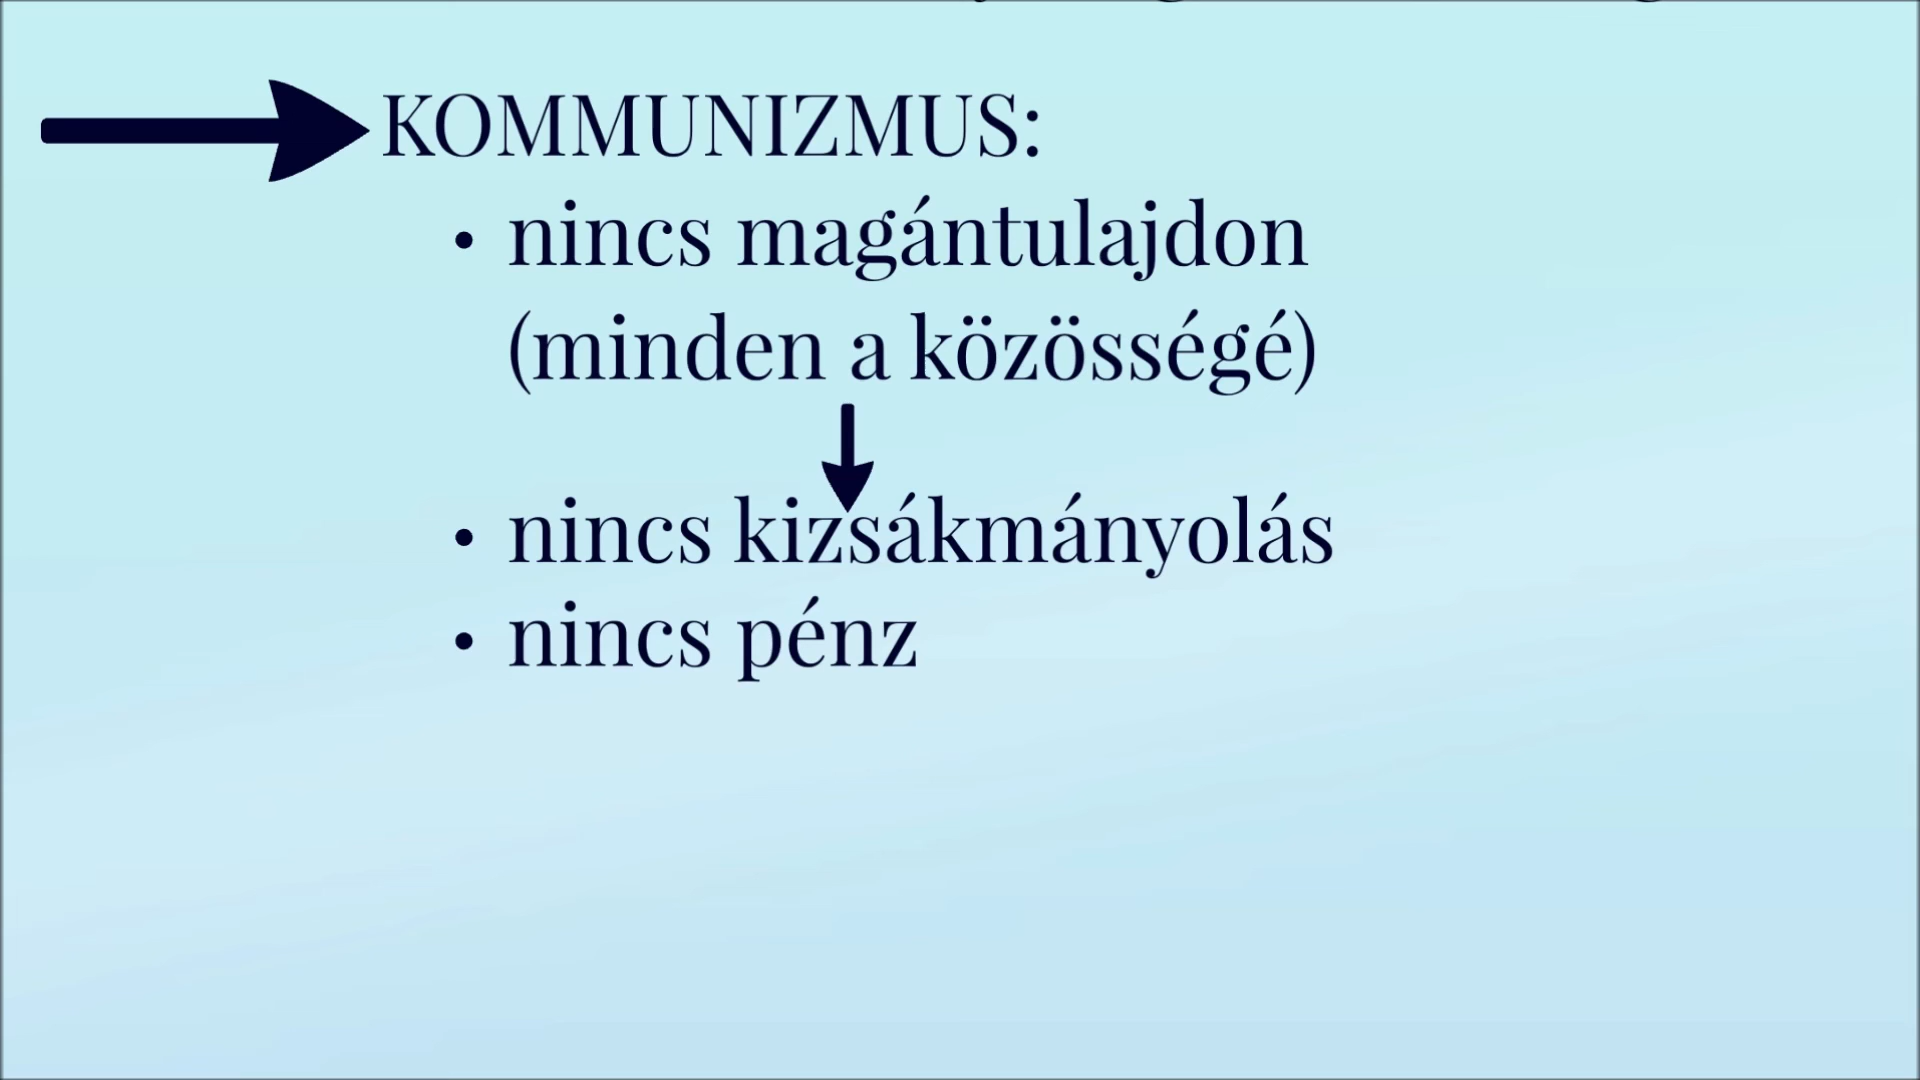 KOMMUNIZMUS:
• nincs magántulajdon
(minden a közösségé)
• nincs kizsákmányolás
• nincs pénz